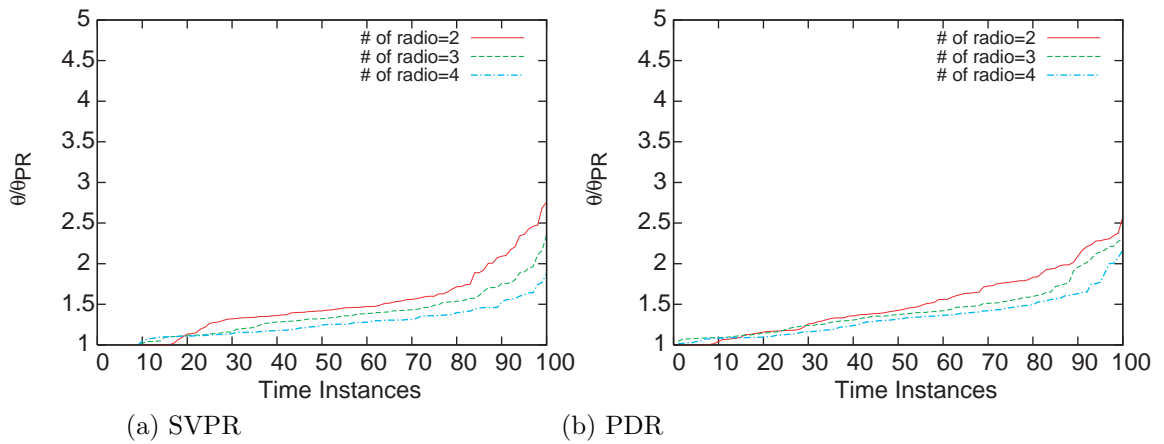 5
4.5
4
3.5
3
2.5
2
1.5
1
θ/θPR
0 10 20 30 40 50 60 70 80 90 100
Time Instances
# of radio=2
# of radio=3
# of radio=4
(a) SVPR
5
4.5
4
3.5
3
2.5
2
1.5
1
θ/θPR
0 10 20 30 40 50 60 70 80 90 100
Time Instances
# of radio=2
# of radio=3
# of radio=4
(b) PDR